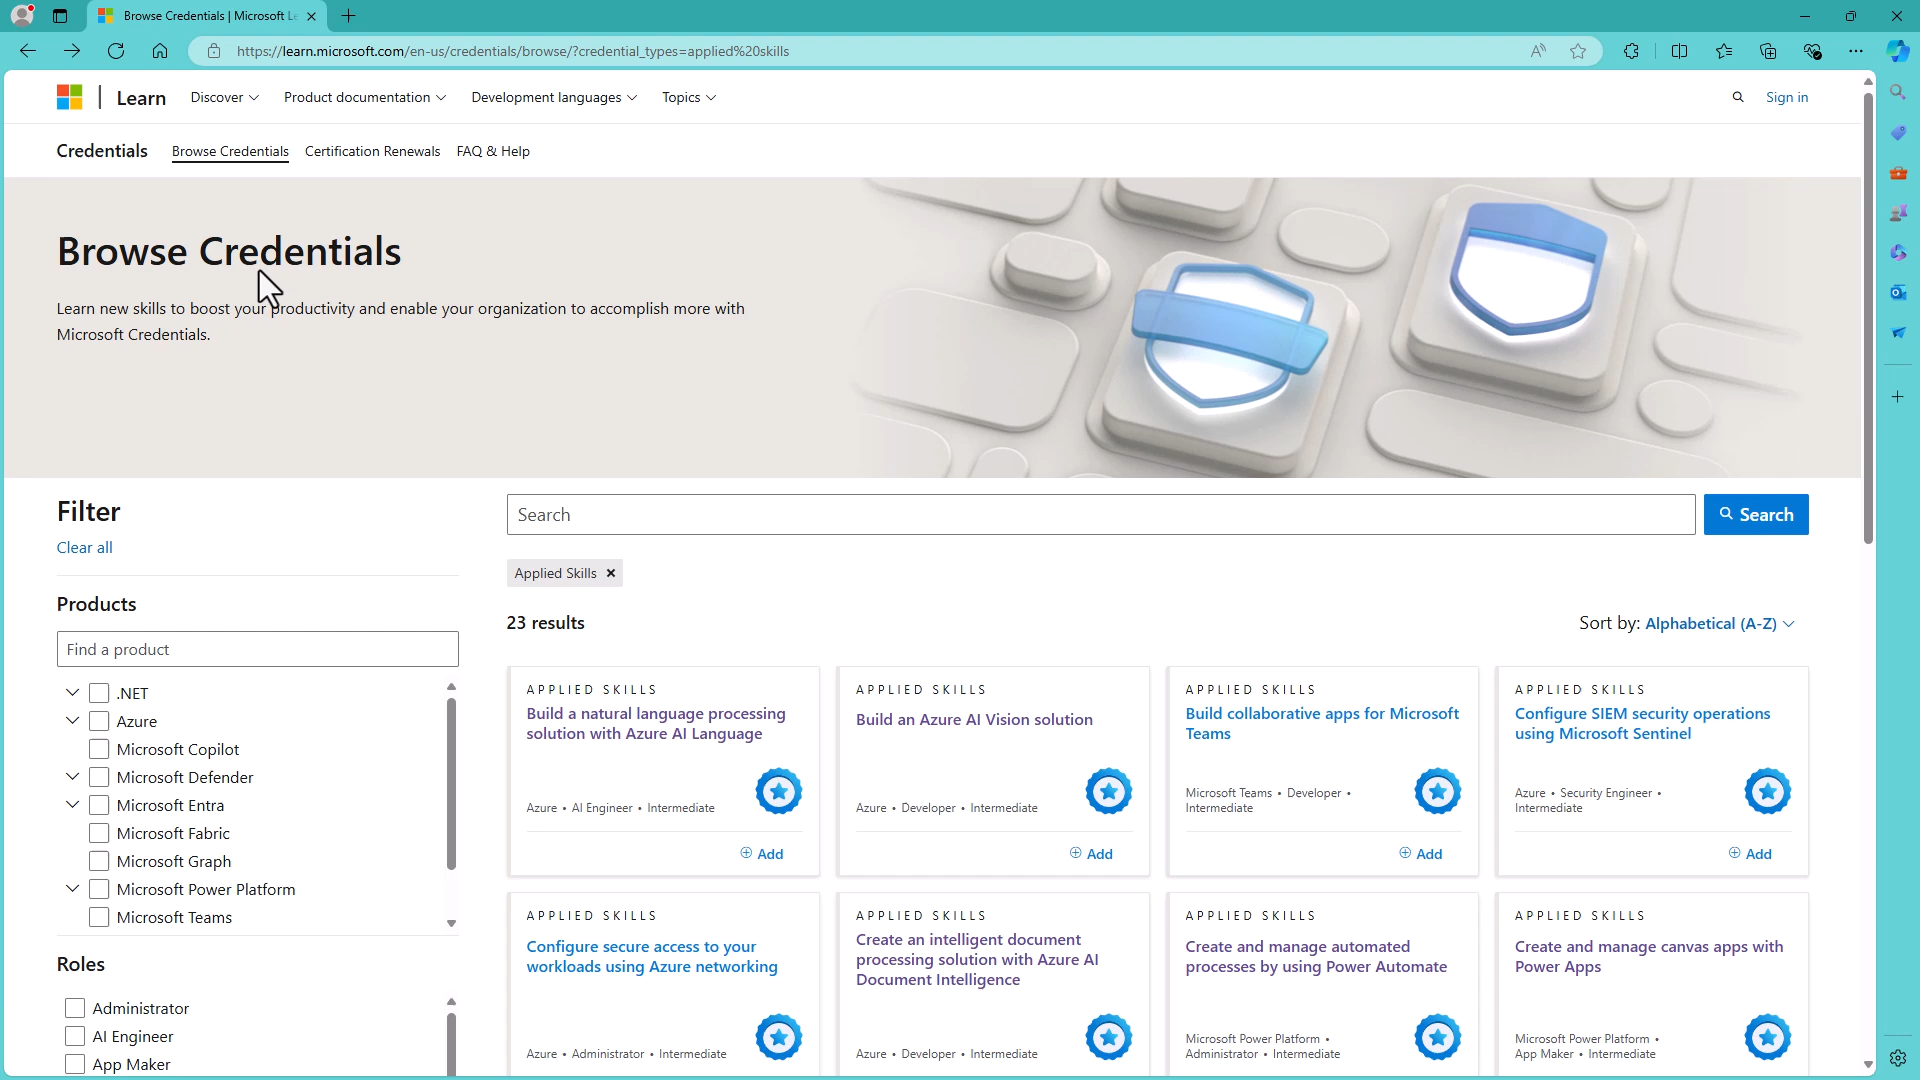 Browse Credentials | Microsoft Le
https://learn.microsoft.com/en-us/credentials/browse/?credential_types=applied%20skills
Learn
Discover
Product documentation
Development languages
Topics
Sign in
Credentials
Browse Credentials
Certification Renewals
FAQ & Help
Browse Credentials
Learn new skills to boost your productivity and enable your organization to accomplish more with
Microsoft Credentials.
Filter
Clear all
Products
Find a product
.NET
Azure
Microsoft Copilot
Microsoft Defender
Microsoft Entra
Microsoft Fabric
Microsoft Graph
Microsoft Power Platform
Microsoft Teams
Roles
Administrator
AI Engineer
App Maker
Search
Search
Applied Skills
23 results
Sort by: Alphabetical (A-Z)
APPLIED SKILLS
Build a natural language processing
solution with Azure AI Language
Azure • AI Engineer • Intermediate
Add
APPLIED SKILLS
Build an Azure AI Vision solution
Azure • Developer • Intermediate
Add
APPLIED SKILLS
Build collaborative apps for Microsoft
Teams
Microsoft Teams • Developer •
Intermediate
Add
APPLIED SKILLS
Configure SIEM security operations
using Microsoft Sentinel
Azure • Security Engineer •
Intermediate
Add
APPLIED SKILLS
Configure secure access to your
workloads using Azure networking
Azure • Administrator • Intermediate
APPLIED SKILLS
Create an intelligent document
processing solution with Azure AI
Document Intelligence
Azure • Developer • Intermediate
APPLIED SKILLS
Create and manage automated
processes by using Power Automate
Microsoft Power Platform •
Administrator • Intermediate
APPLIED SKILLS
Create and manage canvas apps with
Power Apps
Microsoft Power Platform •
App Maker • Intermediate